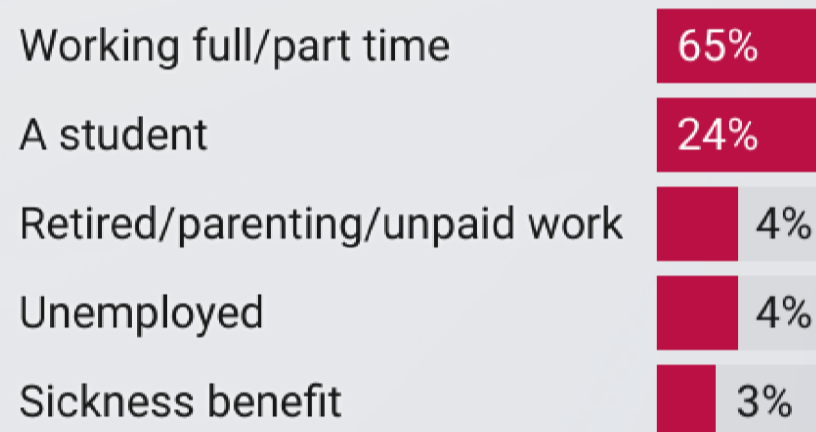 Working full/part time 65%
A student 24%
Retired/parenting/unpaid work 4%
Unemployed 4%
Sickness benefit 3%